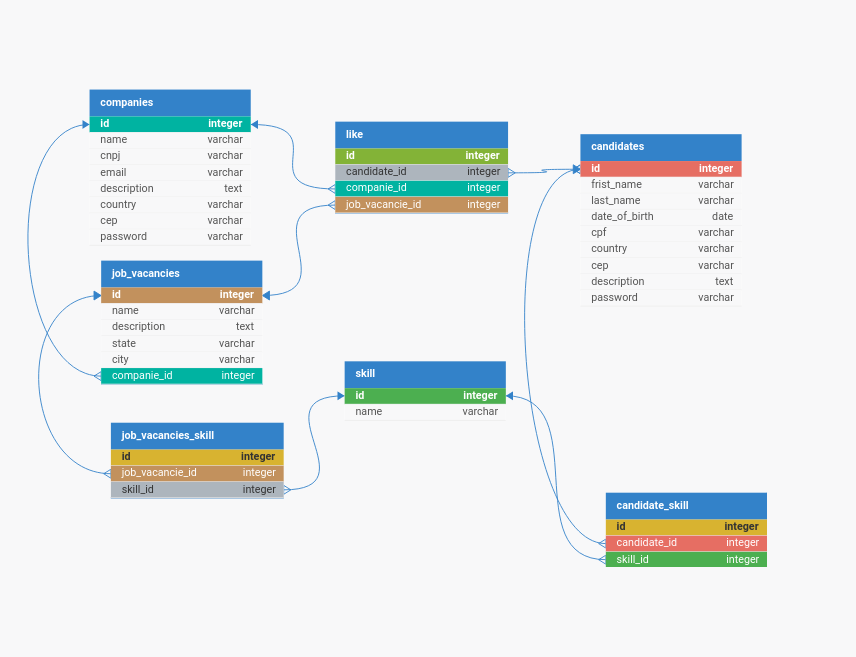 companies
id integer
name varchar
cnpj varchar
email varchar
description text
country varchar
cep varchar
password varchar
like
id integer
candidate_id integer
companie_id integer
job_vacancie_id integer
candidates
id integer
frist_name varchar
last_name varchar
date_of_birth date
cpf varchar
country varchar
cep varchar
description text
password varchar
job_vacancies
id integer
name varchar
description text
state varchar
city varchar
companie_id integer
skill
id integer
name varchar
job_vacancies_skill
id integer
job_vacancie_id integer
skill_id integer
candidate_skill
id integer
candidate_id integer
skill_id integer